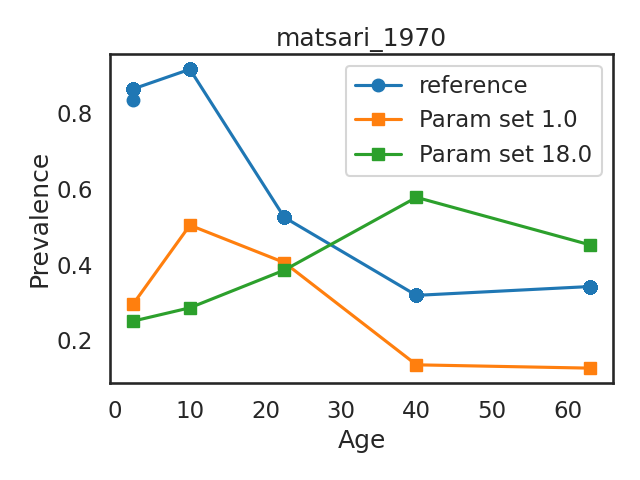 matsari_1970
reference
Param set 1.0
Param set 18.0
Prevalence
0.8
0.6
0.4
0.2
0 10 20 30 40 50 60
Age